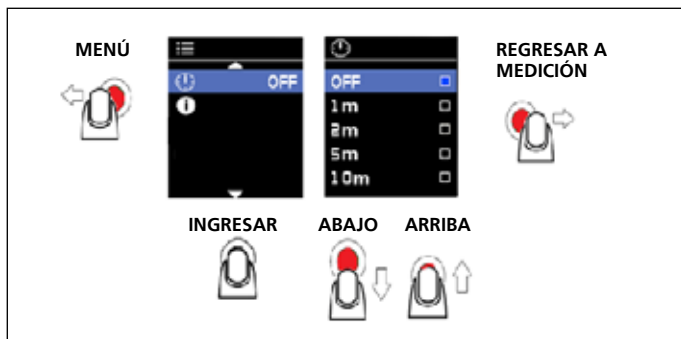 MENÚ
OFF
OFF
1m
2m
5m
10m
REGRESAR A
MEDICIÓN
INGRESAR
ABAJO
ARRIBA